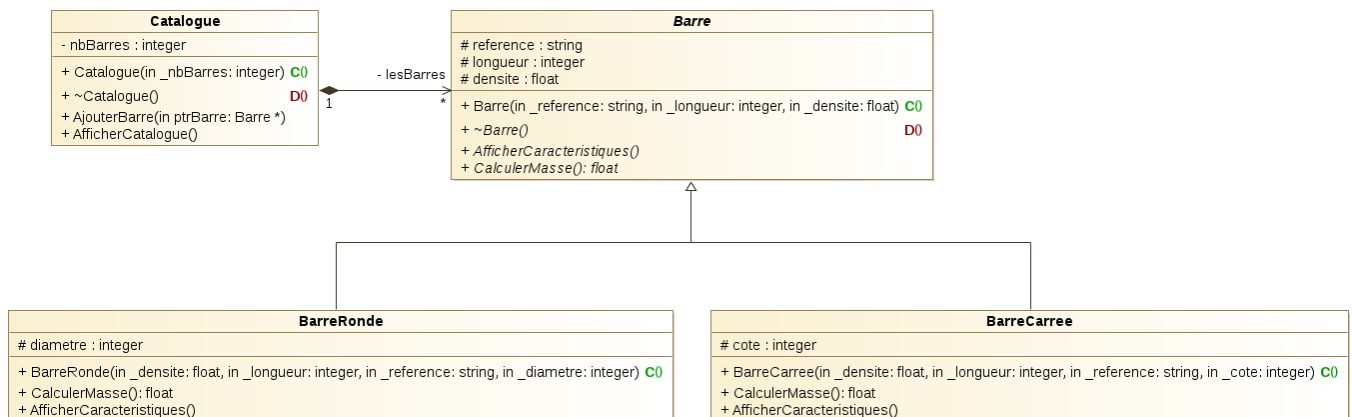 Catalogue
- nbBarres : integer
+ Catalogue(in _nbBarres: integer) C()
+ ~Catalogue() D()
+ AjouterBarre(in ptrBarre: Barre *)
+ AfficherCatalogue()
- lesBarres
1
*
Barre
# reference : string
# longueur : integer
# densite : float
+ Barre(in _reference: string, in _longueur: integer, in _densite: float) C()
+ ~Barre() D()
+ AfficherCaracteristiques()
+ CalculerMasse(): float
BarreRonde
# diametre : integer
+ BarreRonde(in _densite: float, in _longueur: integer, in _reference: string, in _diametre: integer) C()
+ CalculerMasse(): float
+ AfficherCaracteristiques()
BarreCarree
# cote : integer
+ BarreCarree(in _densite: float, in _longueur: integer, in _reference: string, in _cote: integer) C()
+ CalculerMasse(): float
+ AfficherCaracteristiques()